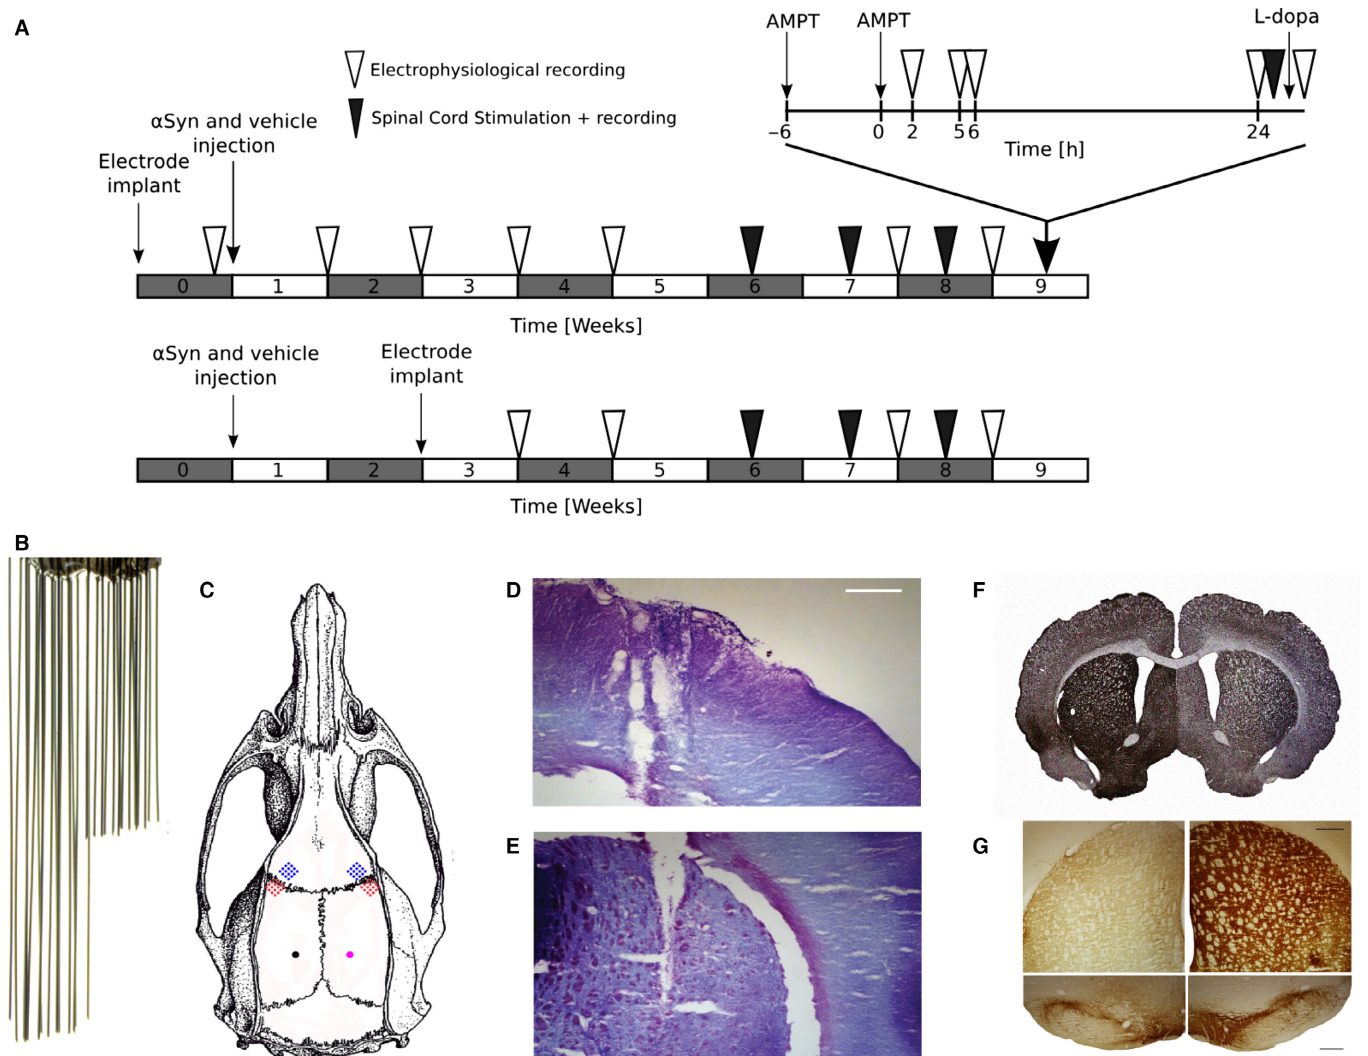 A
Electrophysiological recording
Spinal Cord Stimulation + recording
AMPT
AMPT
L-dopa
–6
0
2
5
6
24
Time [h]
αSyn and vehicle
injection
Electrode
implant
0
1
2
3
4
5
6
7
8
9
Time [Weeks]
αSyn and vehicle
injection
Electrode
implant
0
1
2
3
4
5
6
7
8
9
Time [Weeks]
B
C
D
E
F
G